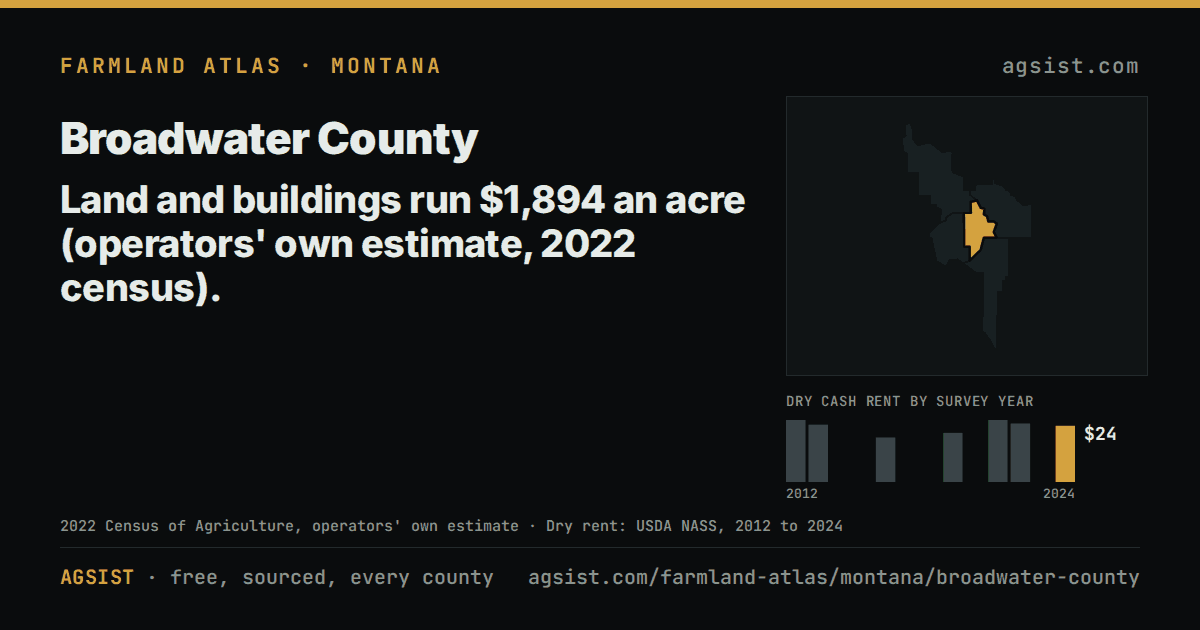 FARMLAND ATLAS · MONTANA
agsist.com
Broadwater County
Land and buildings run $1,894 an acre
(operators' own estimate, 2022
census).
DRY CASH RENT BY SURVEY YEAR
$24
2012
2024
2022 Census of Agriculture, operators' own estimate · Dry rent: USDA NASS, 2012 to 2024
AGSIST · free, sourced, every county
agsist.com/farmland-atlas/montana/broadwater-county